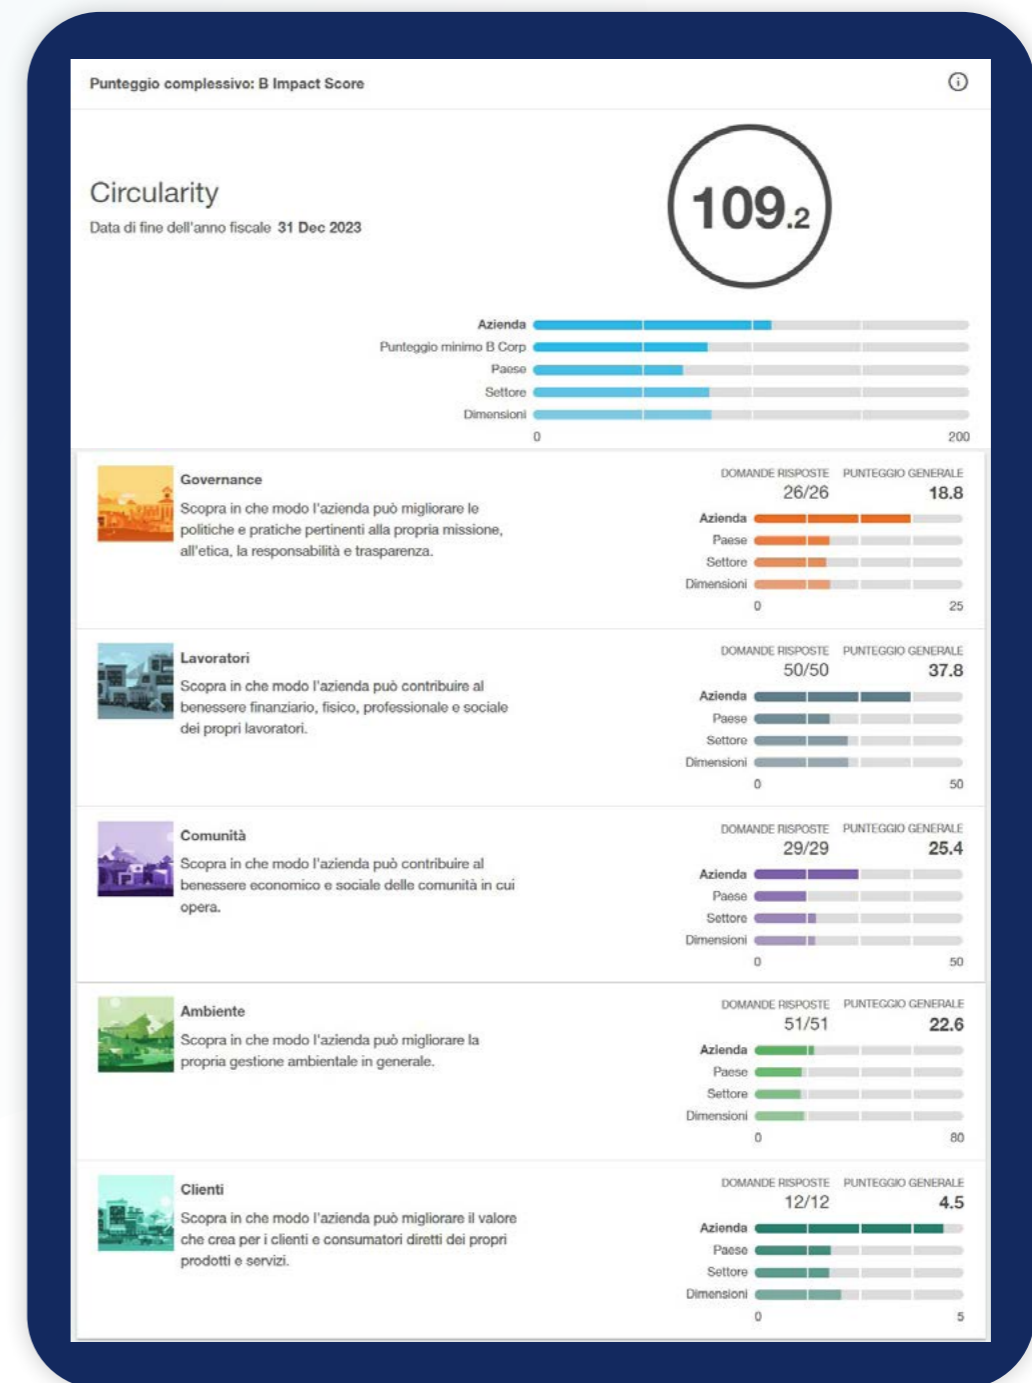 Punteggio complessivo: B Impact Score
Circularity
Data di fine dell'anno fiscale 31 Dec 2023
109.2
Azienda
Punteggio minimo B Corp
Paese
Settore
Dimensioni
0 200
Governance
Scopra in che modo l'azienda può migliorare le
politiche e pratiche pertinenti alla propria missione,
all'etica, la responsabilità e trasparenza.
DOMANDE RISPOSTE PUNTEGGIO GENERALE
26/26 18.8
Azienda
Paese
Settore
Dimensioni
0 25
Lavoratori
Scopra in che modo l'azienda può contribuire al
benessere finanziario, fisico, professionale e sociale
dei propri lavoratori.
DOMANDE RISPOSTE PUNTEGGIO GENERALE
50/50 37.8
Azienda
Paese
Settore
Dimensioni
0 50
Comunità
Scopra in che modo l'azienda può contribuire al
benessere economico e sociale delle comunità in cui
opera.
DOMANDE RISPOSTE PUNTEGGIO GENERALE
29/29 25.4
Azienda
Paese
Settore
Dimensioni
0 50
Ambiente
Scopra in che modo l'azienda può migliorare la
propria gestione ambientale in generale.
DOMANDE RISPOSTE PUNTEGGIO GENERALE
51/51 22.6
Azienda
Paese
Settore
Dimensioni
0 80
Clienti
Scopra in che modo l'azienda può migliorare il valore
che crea per i clienti e consumatori diretti dei propri
prodotti e servizi.
DOMANDE RISPOSTE PUNTEGGIO GENERALE
12/12 4.5
Azienda
Paese
Settore
Dimensioni
0 5